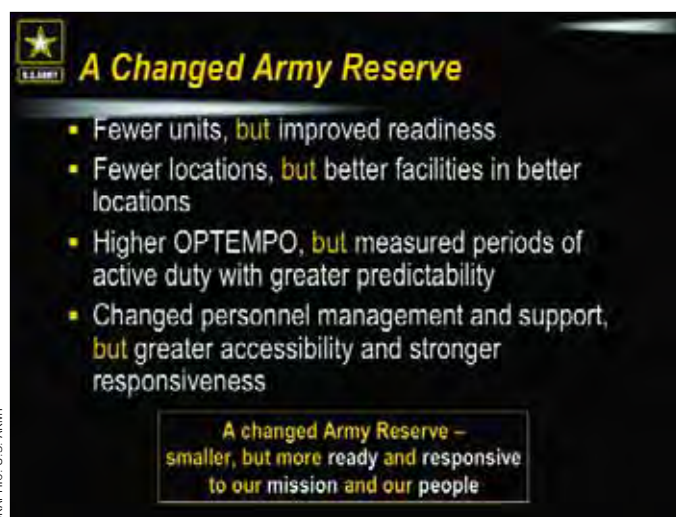 U.S. ARMY
A Changed Army Reserve
▪ Fewer units, but improved readiness
▪ Fewer locations, but better facilities in better
locations
▪ Higher OPTEMPO, but measured periods of
active duty with greater predictability
▪ Changed personnel management and support,
but greater accessibility and stronger
responsiveness
A changed Army Reserve –
smaller, but more ready and responsive
to our mission and our people